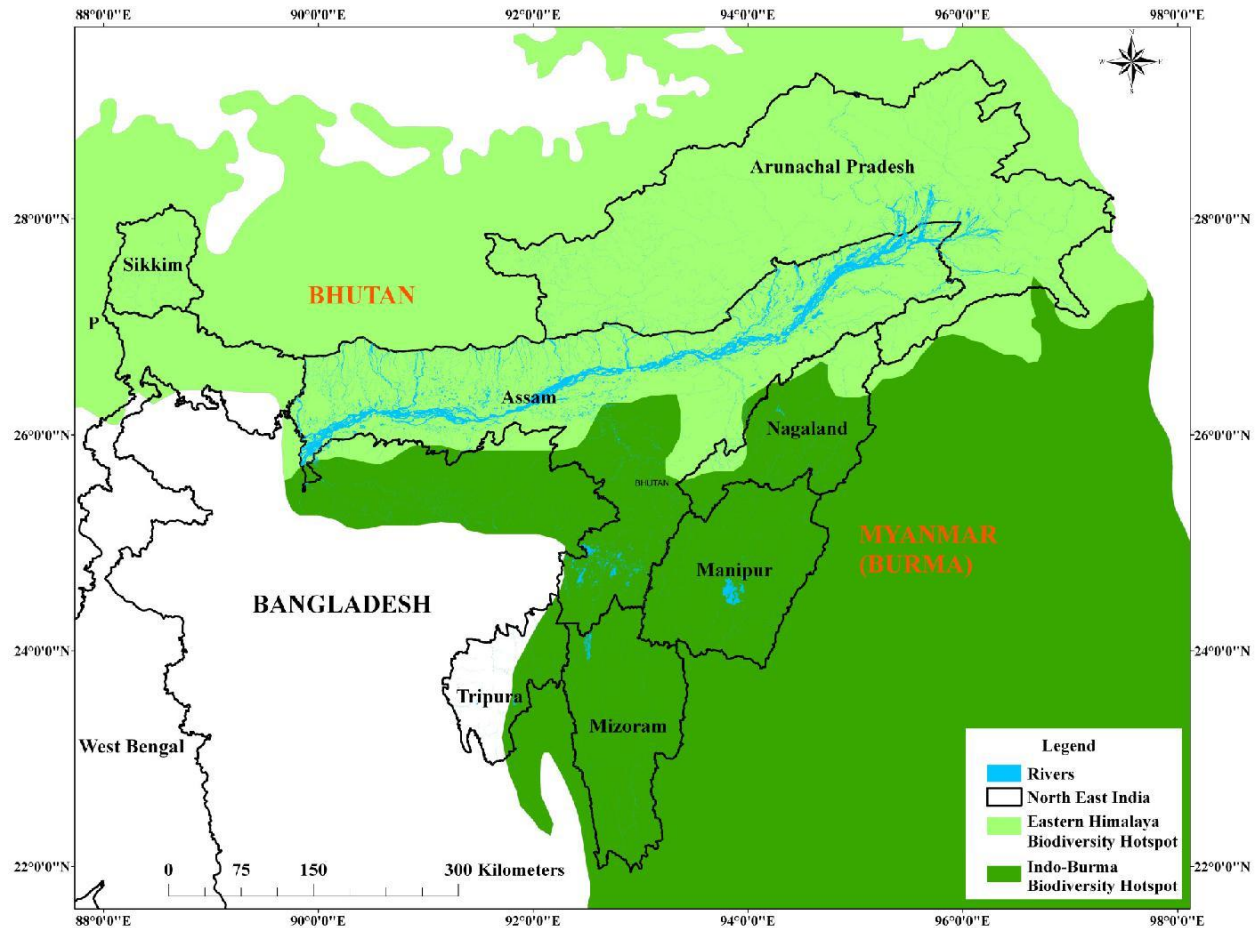 88°0'0"E
90°0'0"E
92°0'0"E
94°0'0"E
96°0'0"E
98°0'0"E
N
W
E
S
Arunachal Pradesh
28°0'0"N
28°0'0"N
Sikkim
BHUTAN
P
Assam
26°0'0"N
26°0'0"N
Nagaland
BHUTAN
MYANMAR
(BURMA)
Manipur
BANGLADESH
24°0'0"N
24°0'0"N
Tripura
Mizoram
West Bengal
Legend
Rivers
North East India
Eastern Himalaya
Biodiversity Hotspot
Indo-Burma
Biodiversity Hotspot
0 75 150 300 Kilometers
22°0'0"N
22°0'0"N
88°0'0"E
90°0'0"E
92°0'0"E
94°0'0"E
96°0'0"E
98°0'0"E